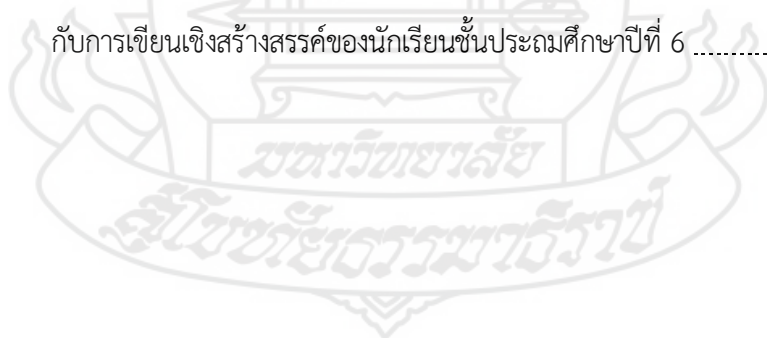 กับการเขียนเชิงสร้างสรรค์ของนักเรียนชั้นประถมศึกษาปีที่ 6 ........
มหาวิทยาลัย
สุโขทัยธรรมาธิราช